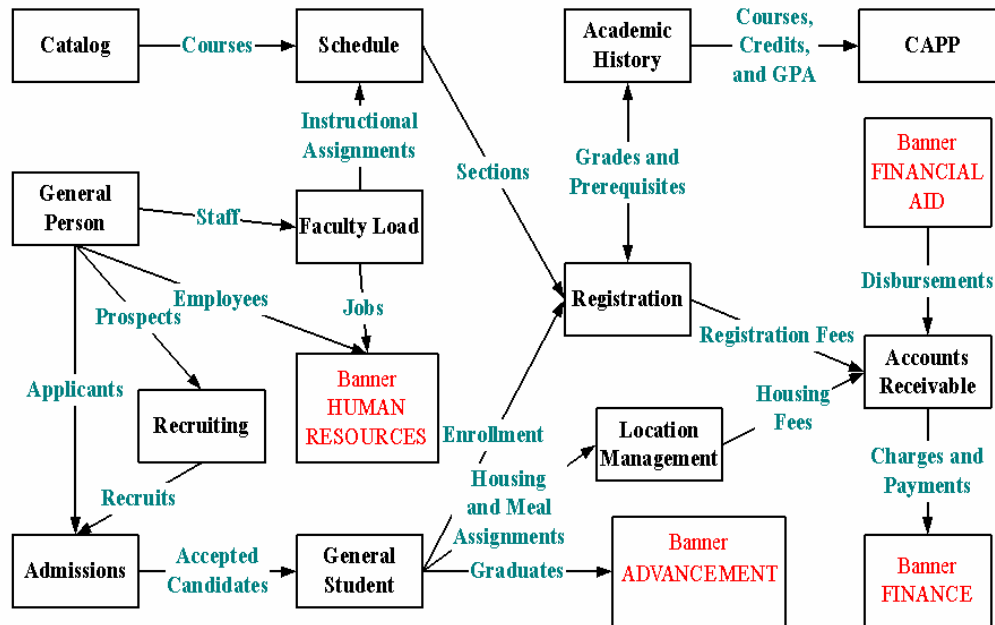 Catalog
Courses
Schedule
Academic
History
Courses,
Credits,
and GPA
CAPP
Instructional
Assignments
Sections
Grades and
Prerequisites
Banner
FINANCIAL
AID
General
Person
Staff
Faculty Load
Disbursements
Employees
Prospects
Jobs
Registration
Registration Fees
Accounts
Receivable
Applicants
Recruiting
Banner
HUMAN
RESOURCES
Enrollment
Location
Management
Housing
Fees
Recruits
Housing
and Meal
Assignments
Charges and
Payments
Admissions
Accepted
Candidates
General
Student
Graduates
Banner
ADVANCEMENT
Banner
FINANCE